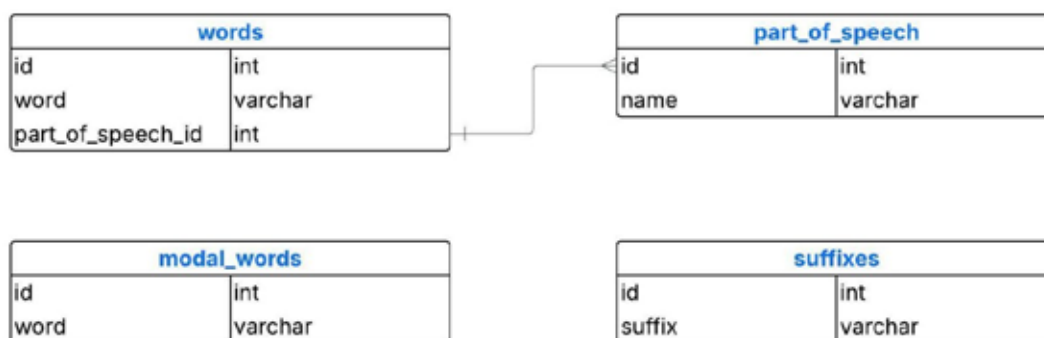 words
id int
word varchar
part_of_speech_id int
part_of_speech
id int
name varchar
modal_words
id int
word varchar
suffixes
id int
suffix varchar